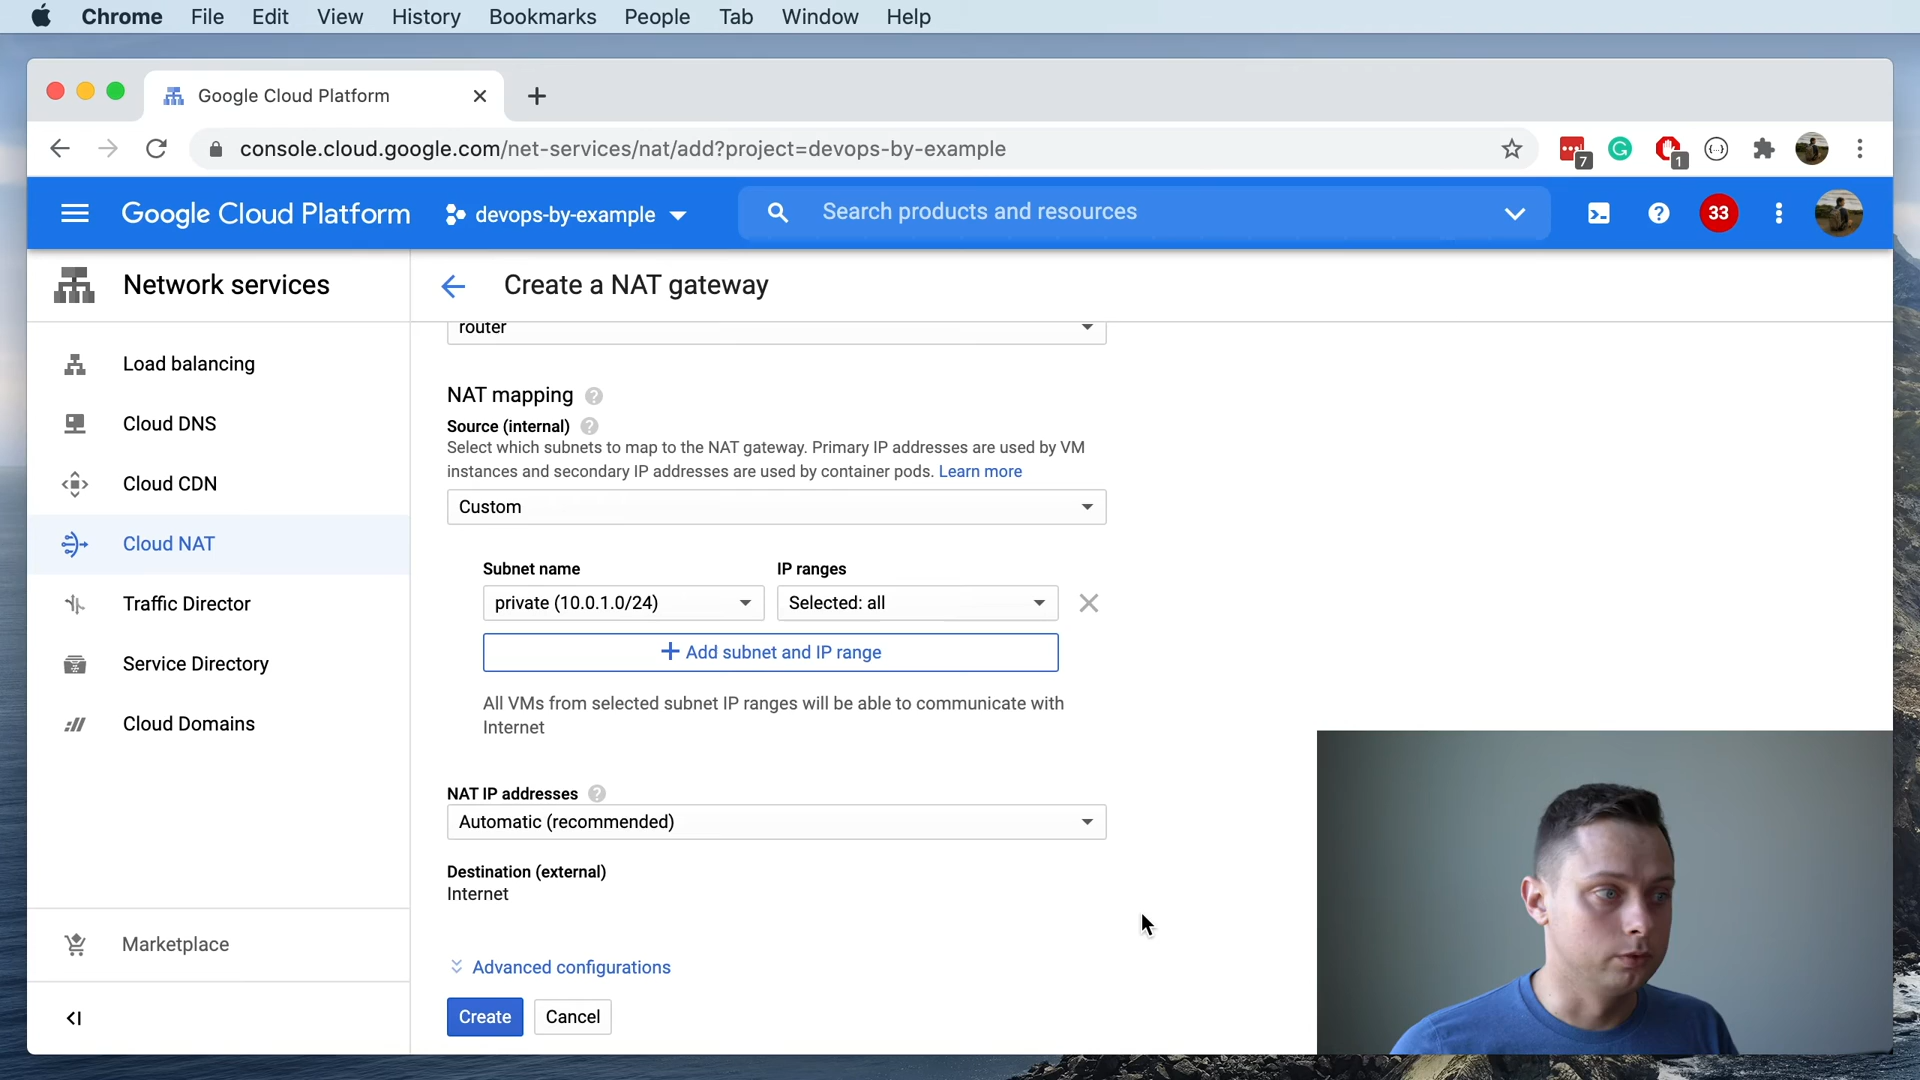 Chrome File Edit View History Bookmarks People Tab Window Help
Google Cloud Platform
console.cloud.google.com/net-services/nat/add?project=devops-by-example
7
1
Google Cloud Platform
devops-by-example
Search products and resources
33
Network services
Create a NAT gateway
Load balancing
Cloud DNS
Cloud CDN
Cloud NAT
Traffic Director
Service Directory
Cloud Domains
Marketplace
router
NAT mapping
Source (internal)
Select which subnets to map to the NAT gateway. Primary IP addresses are used by VM
instances and secondary IP addresses are used by container pods. Learn more
Custom
Subnet name IP ranges
private (10.0.1.0/24) Selected: all
+ Add subnet and IP range
All VMs from selected subnet IP ranges will be able to communicate with
Internet
NAT IP addresses
Automatic (recommended)
Destination (external)
Internet
Advanced configurations
Create Cancel